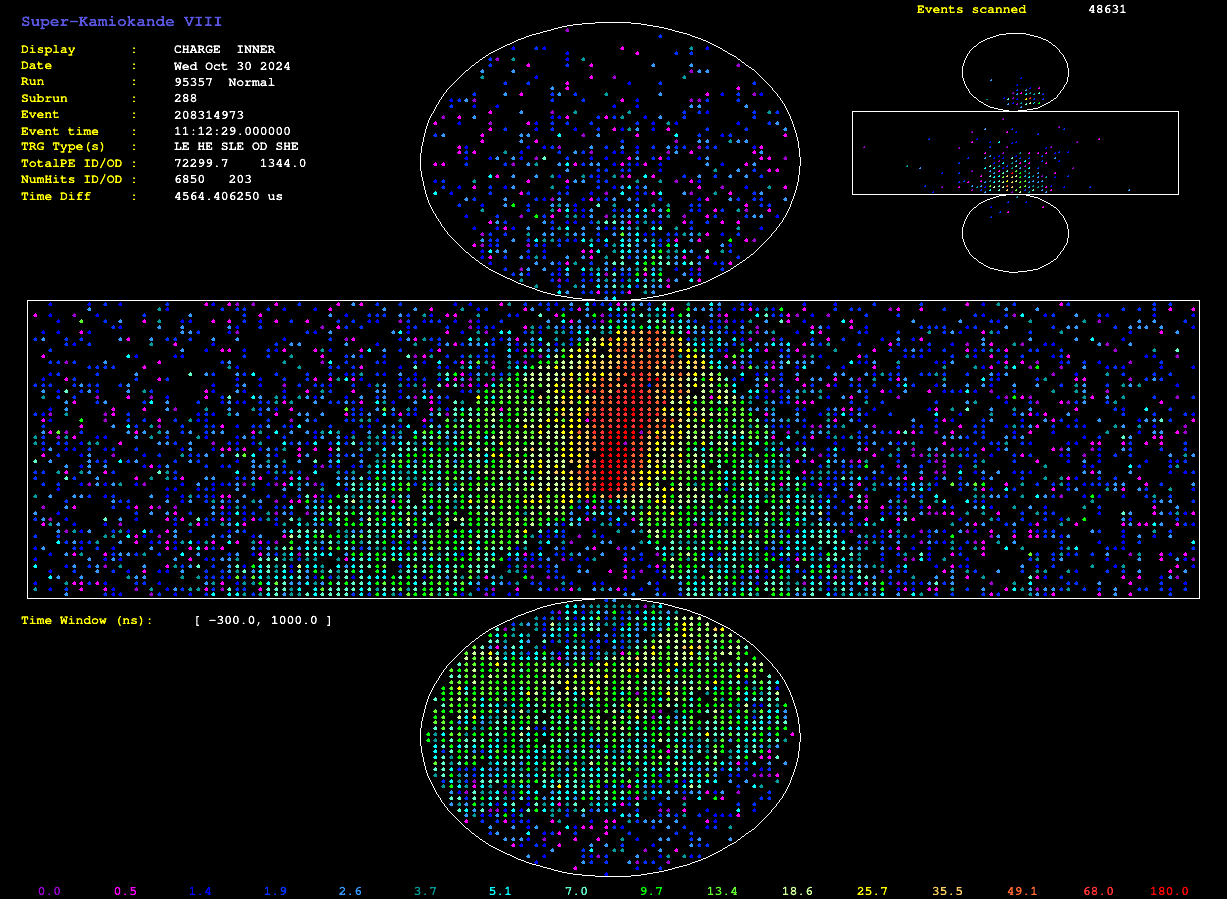 Super-Kamiokande VIII
Events scanned 48631
Display : CHARGE INNER
Date : Wed Oct 30 2024
Run : 95357 Normal
Subrun : 288
Event : 208314973
Event time : 11:12:29.000000
TRG Type(s) : LE HE SLE OD SHE
TotalPE ID/OD : 72299.7 1344.0
NumHits ID/OD : 6850 203
Time Diff : 4564.406250 us
Time Window (ns): [ -300.0, 1000.0 ]
0.0 0.5 1.4 1.9 2.6 3.7 5.1 7.0 9.7 13.4 18.6 25.7 35.5 49.1 68.0 180.0